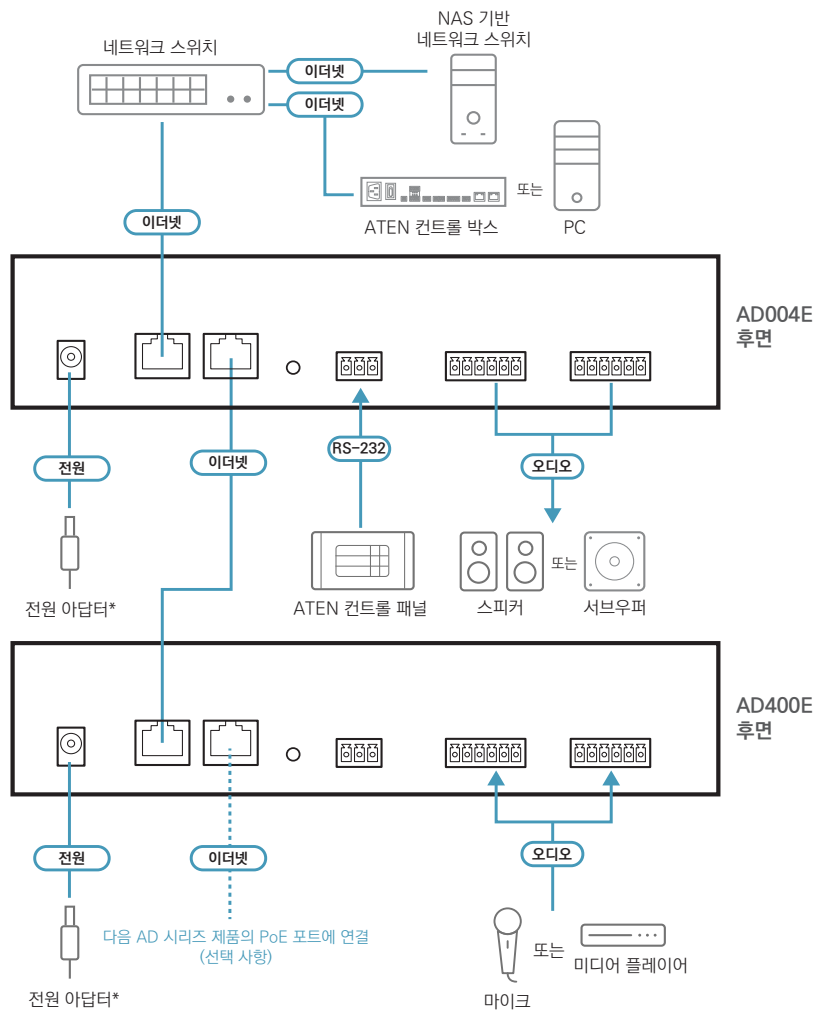 NAS 기반
네트워크 스위치
네트워크 스위치
이더넷
이더넷
또는
ATEN 컨트롤 박스
PC
이더넷
AD004E
후면
전원
이더넷
RS-232
오디오
또는
전원 아답터*
ATEN 컨트롤 패널
스피커
서브우퍼
AD400E
후면
전원
이더넷
오디오
다음 AD 시리즈 제품의 PoE 포트에 연결
(선택 사항)
또는
미디어 플레이어
전원 아답터*
마이크